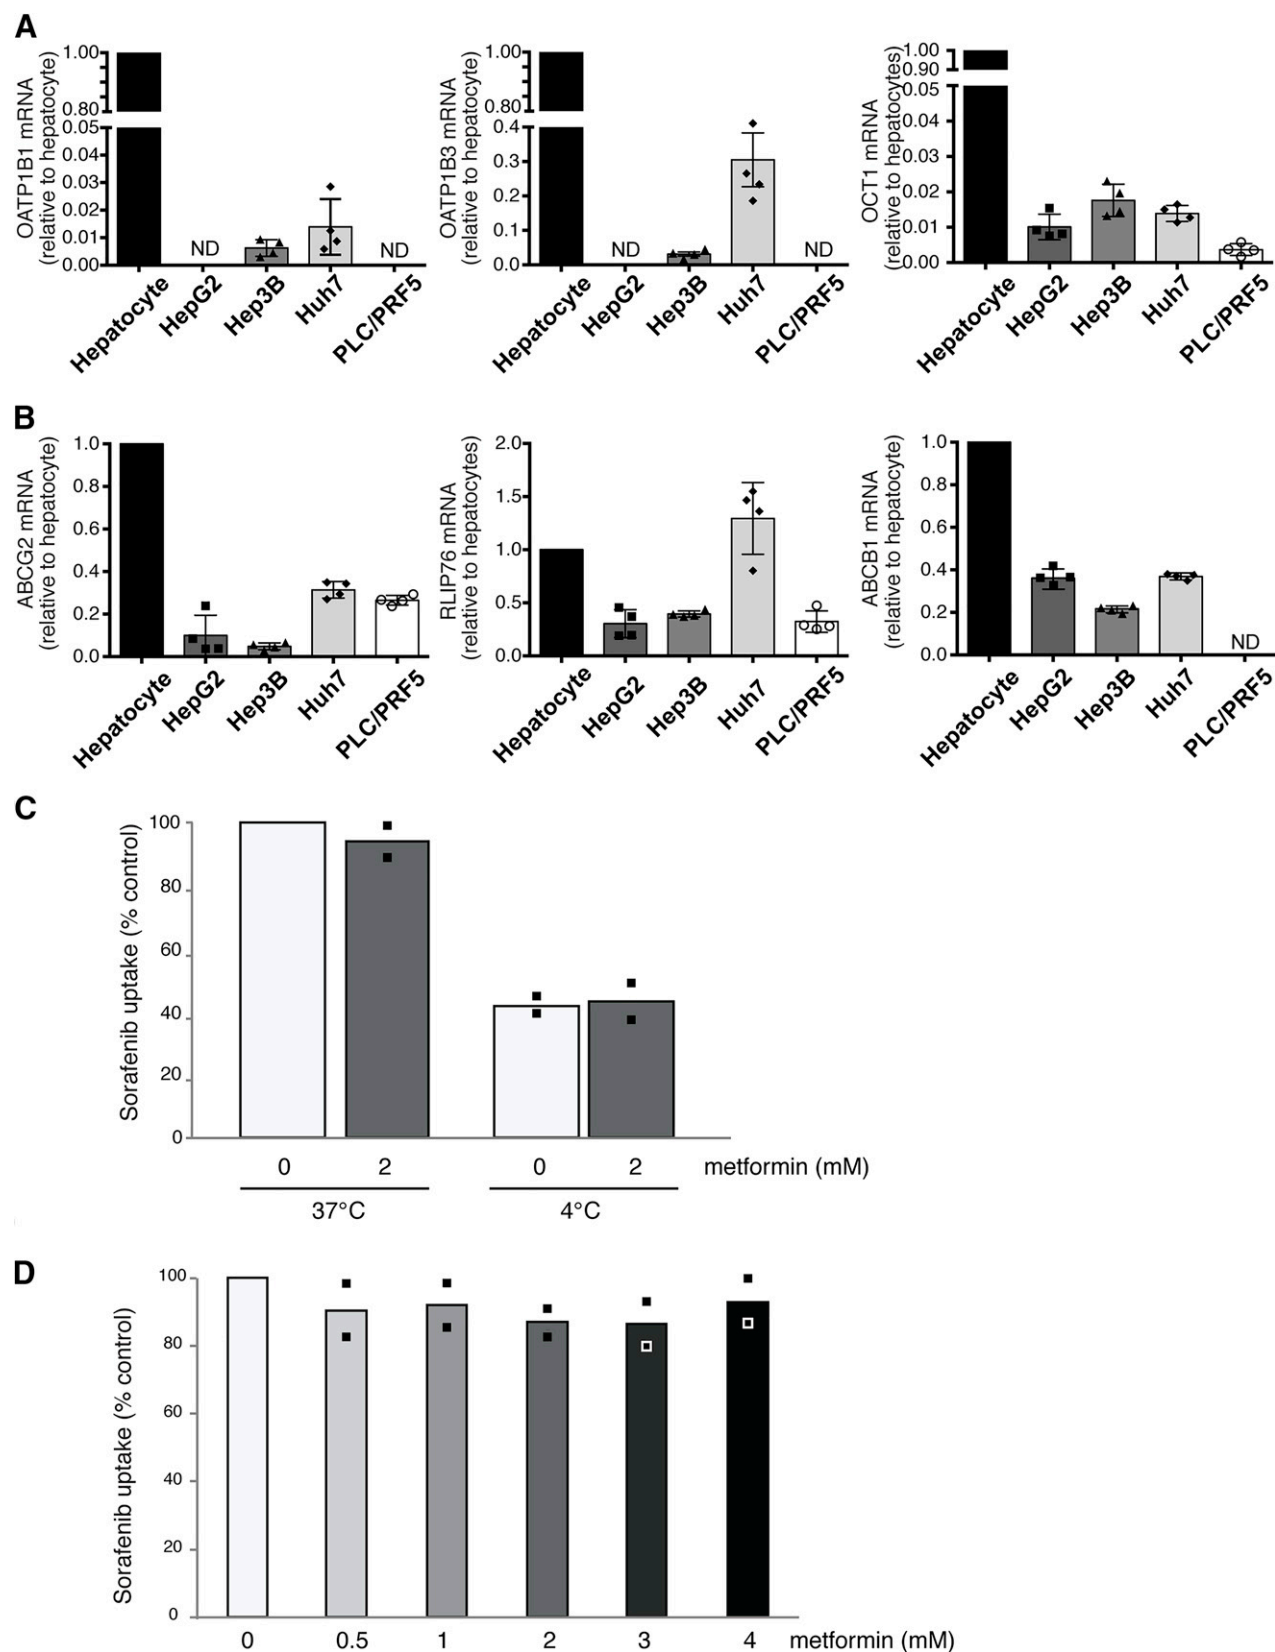 A
OATP1B1 mRNA
(relative to hepatocyte)
1.00
0.80
0.05
0.04
0.03
0.02
0.01
0.00
ND
ND
Hepatocyte
HepG2
Hep3B
Huh7
PLC/PRF5
OATP1B3 mRNA
(relative to hepatocyte)
1.00
0.80
0.4
0.3
0.2
0.1
0.0
ND
ND
Hepatocyte
HepG2
Hep3B
Huh7
PLC/PRF5
OCT1 mRNA
(relative to hepatocytes)
1.00
0.90
0.05
0.04
0.03
0.02
0.01
0.00
Hepatocyte
HepG2
Hep3B
Huh7
PLC/PRF5
B
ABCG2 mRNA
(relative to hepatocyte)
1.0
0.8
0.6
0.4
0.2
0.0
Hepatocyte
HepG2
Hep3B
Huh7
PLC/PRF5
RLIP76 mRNA
(relative to hepatocytes)
2.0
1.5
1.0
0.5
0.0
Hepatocyte
HepG2
Hep3B
Huh7
PLC/PRF5
ABCB1 mRNA
(relative to hepatocytes)
1.0
0.8
0.6
0.4
0.2
0.0
ND
Hepatocyte
HepG2
Hep3B
Huh7
PLC/PRF5
C
Sorafenib uptake (% control)
100
80
60
40
20
0
0 2 0 2 metformin (mM)
37°C 4°C
D
Sorafenib uptake (% control)
100
80
60
40
20
0
0 0.5 1 2 3 4 metformin (mM)